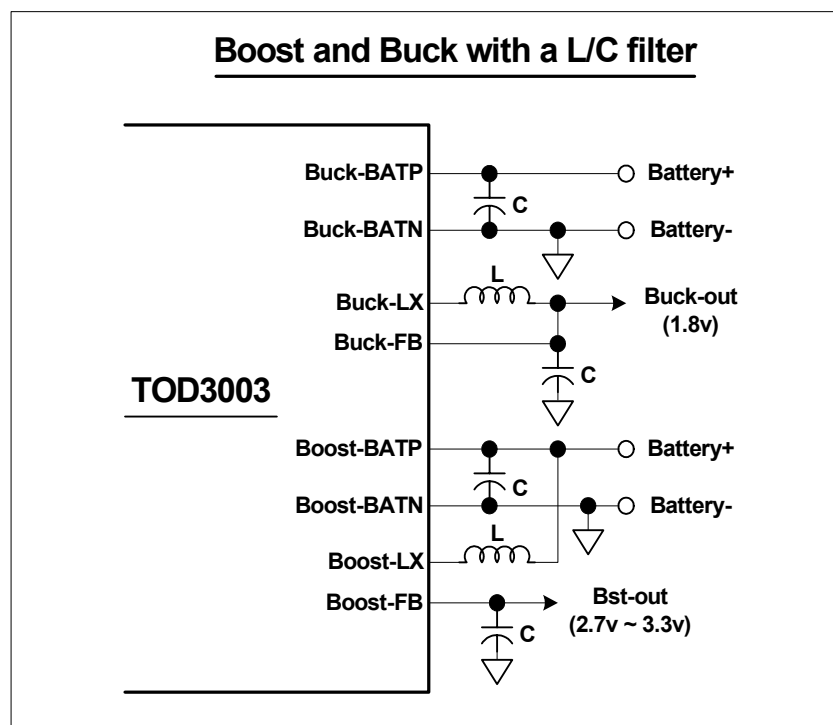 Boost and Buck with a L/C filter
Buck-BATP
C
Battery+
Buck-BATN
Battery-
L
Buck-LX
Buck-out
(1.8v)
Buck-FB
C
TOD3003
Boost-BATP
Battery+
C
Boost-BATN
Battery-
L
Boost-LX
Boost-FB
Bst-out
(2.7v ~ 3.3v)
C